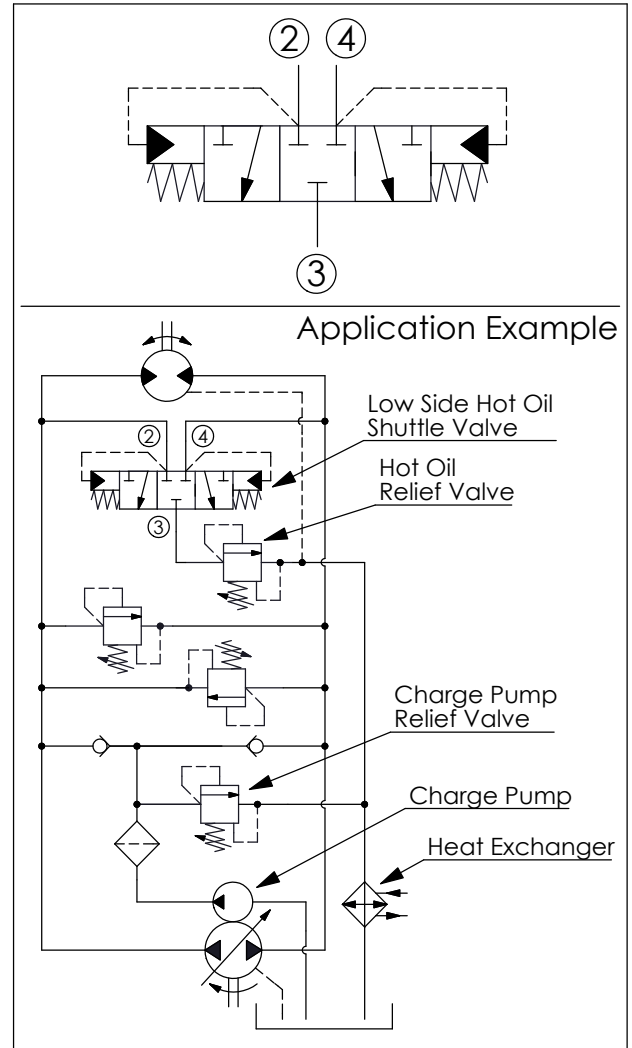 ② ④
③
Application Example
Low Side Hot Oil
Shuttle Valve
② ④
Hot Oil
Relief Valve
③
Charge Pump
Relief Valve
Charge Pump
Heat Exchanger